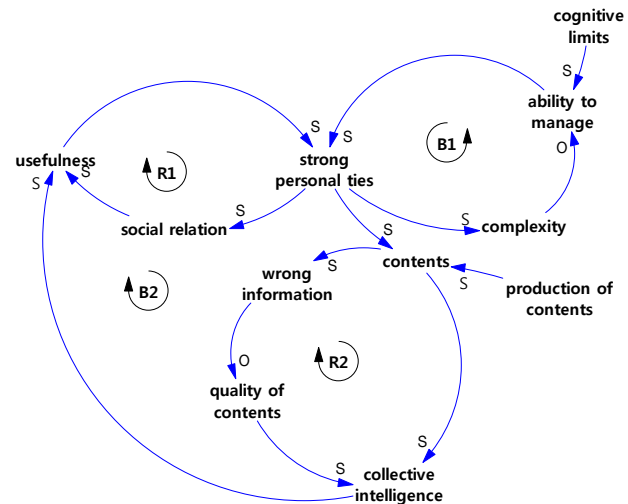 cognitive
limits
S
ability to
manage
O
S
S
B1
usefulness
S
S
R1
strong
personal ties
S
social relation
S
complexity
S
contents
S
wrong
information
S
production of
contents
B2
R2
O
quality of
contents
S
S
collective
intelligence